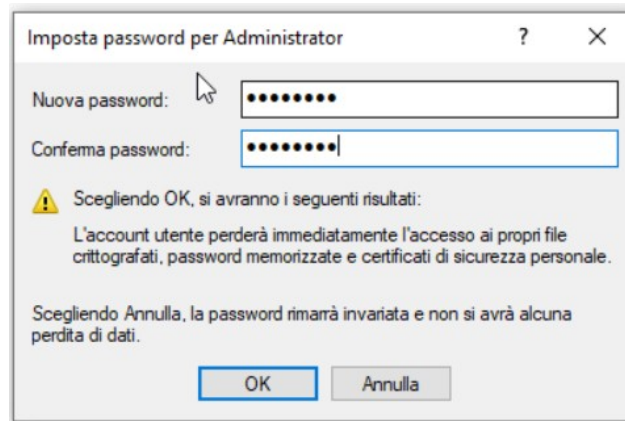 Imposta password per Administrator ?
Nuova password: ••••••••
Conferma password: ••••••••
Scegliendo OK, si avranno i seguenti risultati:
L'account utente perderà immediatamente l'accesso ai propri file
crittografati, password memorizzate e certificati di sicurezza personale.
Scegliendo Annulla, la password rimarrà invariata e non si avrà alcuna
perdita di dati.
OK Annulla